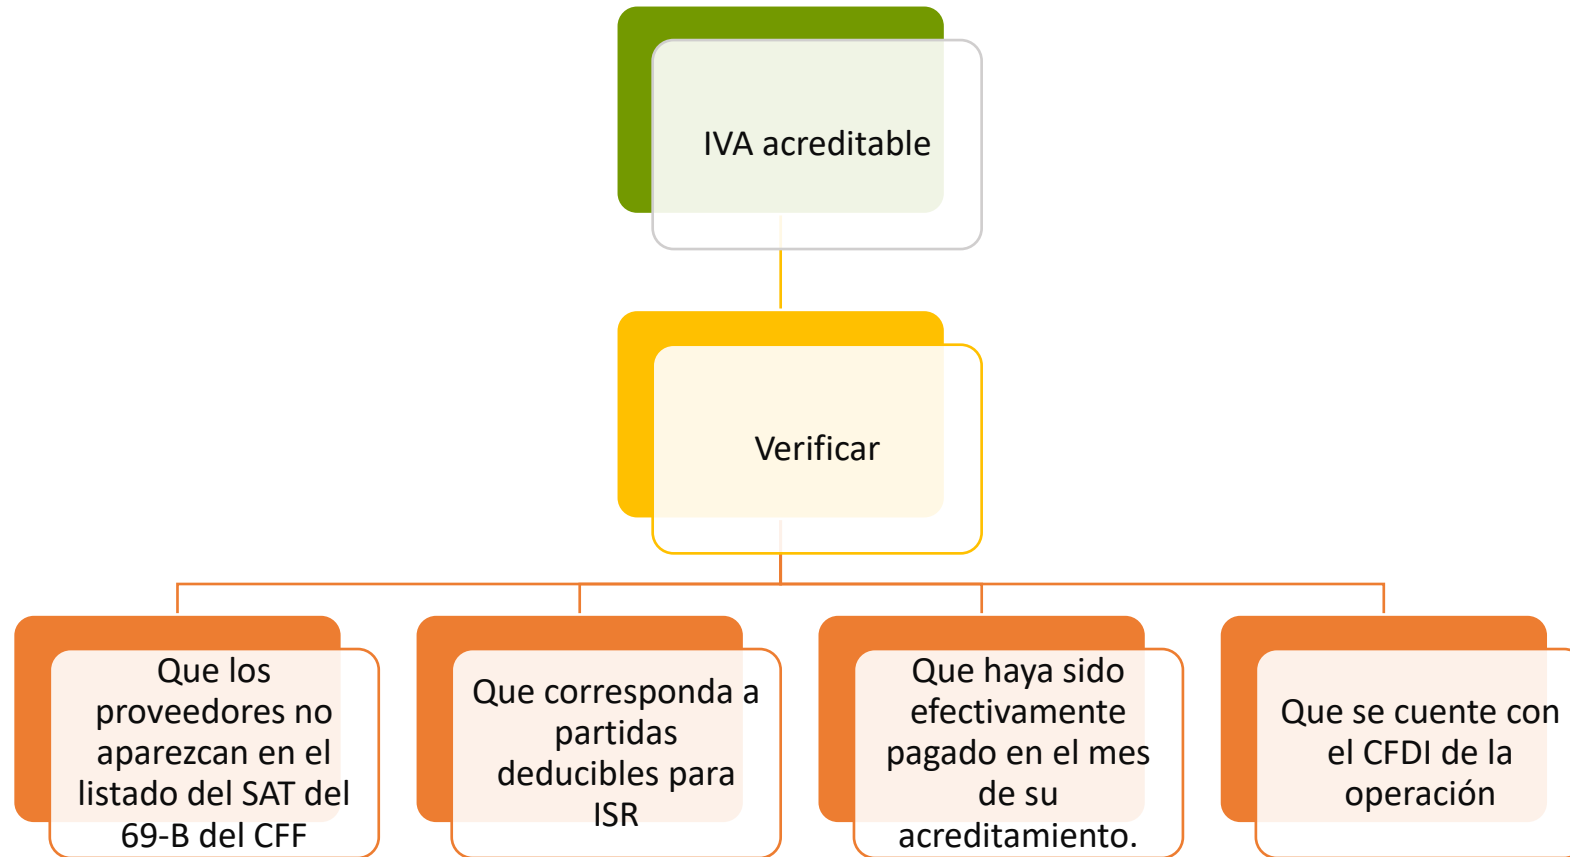 IVA acreditable
Verificar
Que los
proveedores no
aparezcan en el
listado del SAT del
69-B del CFF
Que corresponda a
partidas
deducibles para
ISR
Que haya sido
efectivamente
pagado en el mes
de su
acreditamiento.
Que se cuente con
el CFDI de la
operación